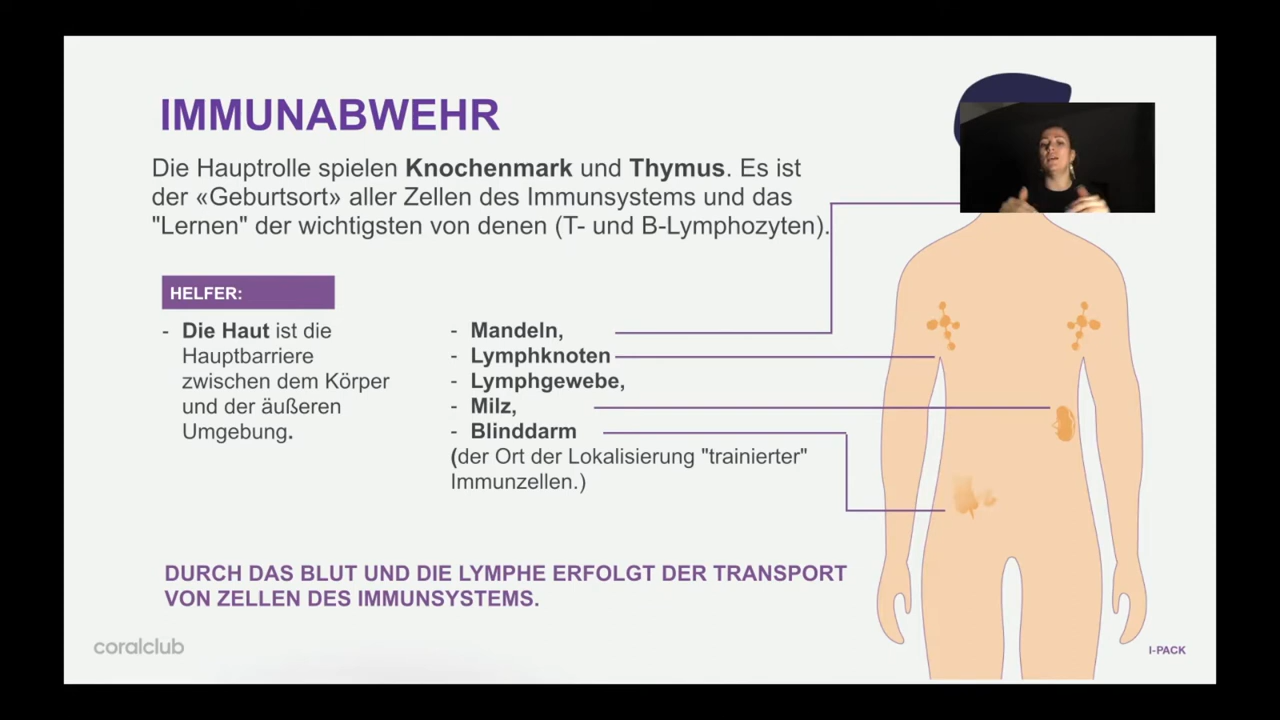 IMMUNABWEHR
Die Hauptrolle spielen Knochenmark und Thymus. Es ist
der «Geburtsort» aller Zellen des Immunsystems und das
"Lernen" der wichtigsten von denen (T- und B-Lymphozyten).
HELFER:
- Die Haut ist die
Hauptbarriere
zwischen dem Körper
und der äußeren
Umgebung.
- Mandeln,
- Lymphknoten
- Lymphgewebe,
- Milz,
- Blinddarm
(der Ort der Lokalisierung "trainierter"
Immunzellen.)
DURCH DAS BLUT UND DIE LYMPHE ERFOLGT DER TRANSPORT
VON ZELLEN DES IMMUNSYSTEMS.
coralclub
I-PACK